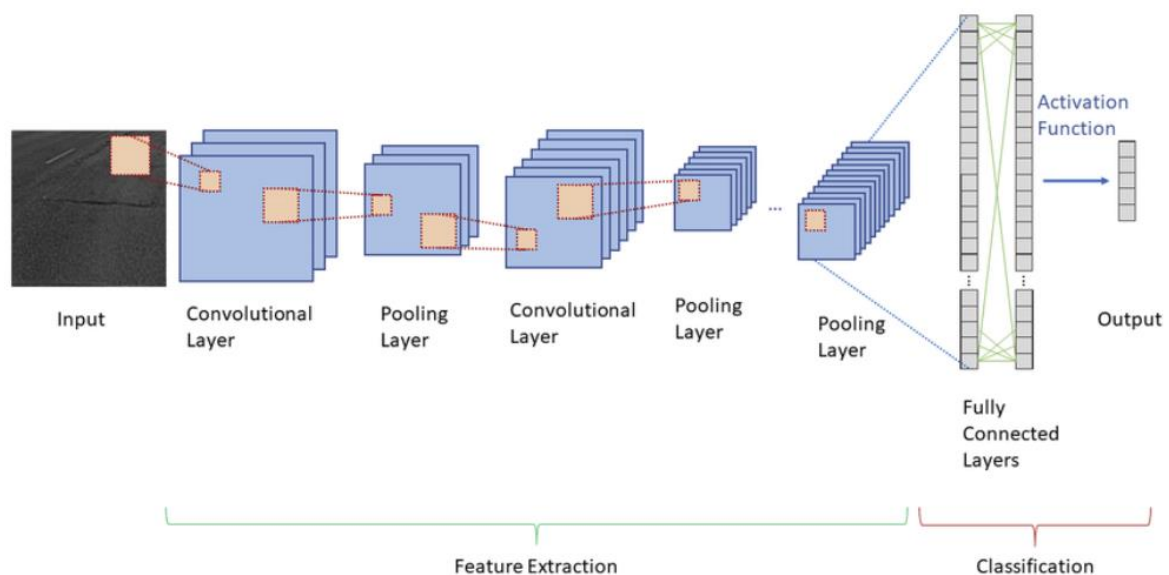 Activation
Function
Input
Convolutional
Layer
Pooling
Layer
Convolutional
Layer
Pooling
Layer
...
Pooling
Layer
Output
Fully
Connected
Layers
Feature Extraction
Classification